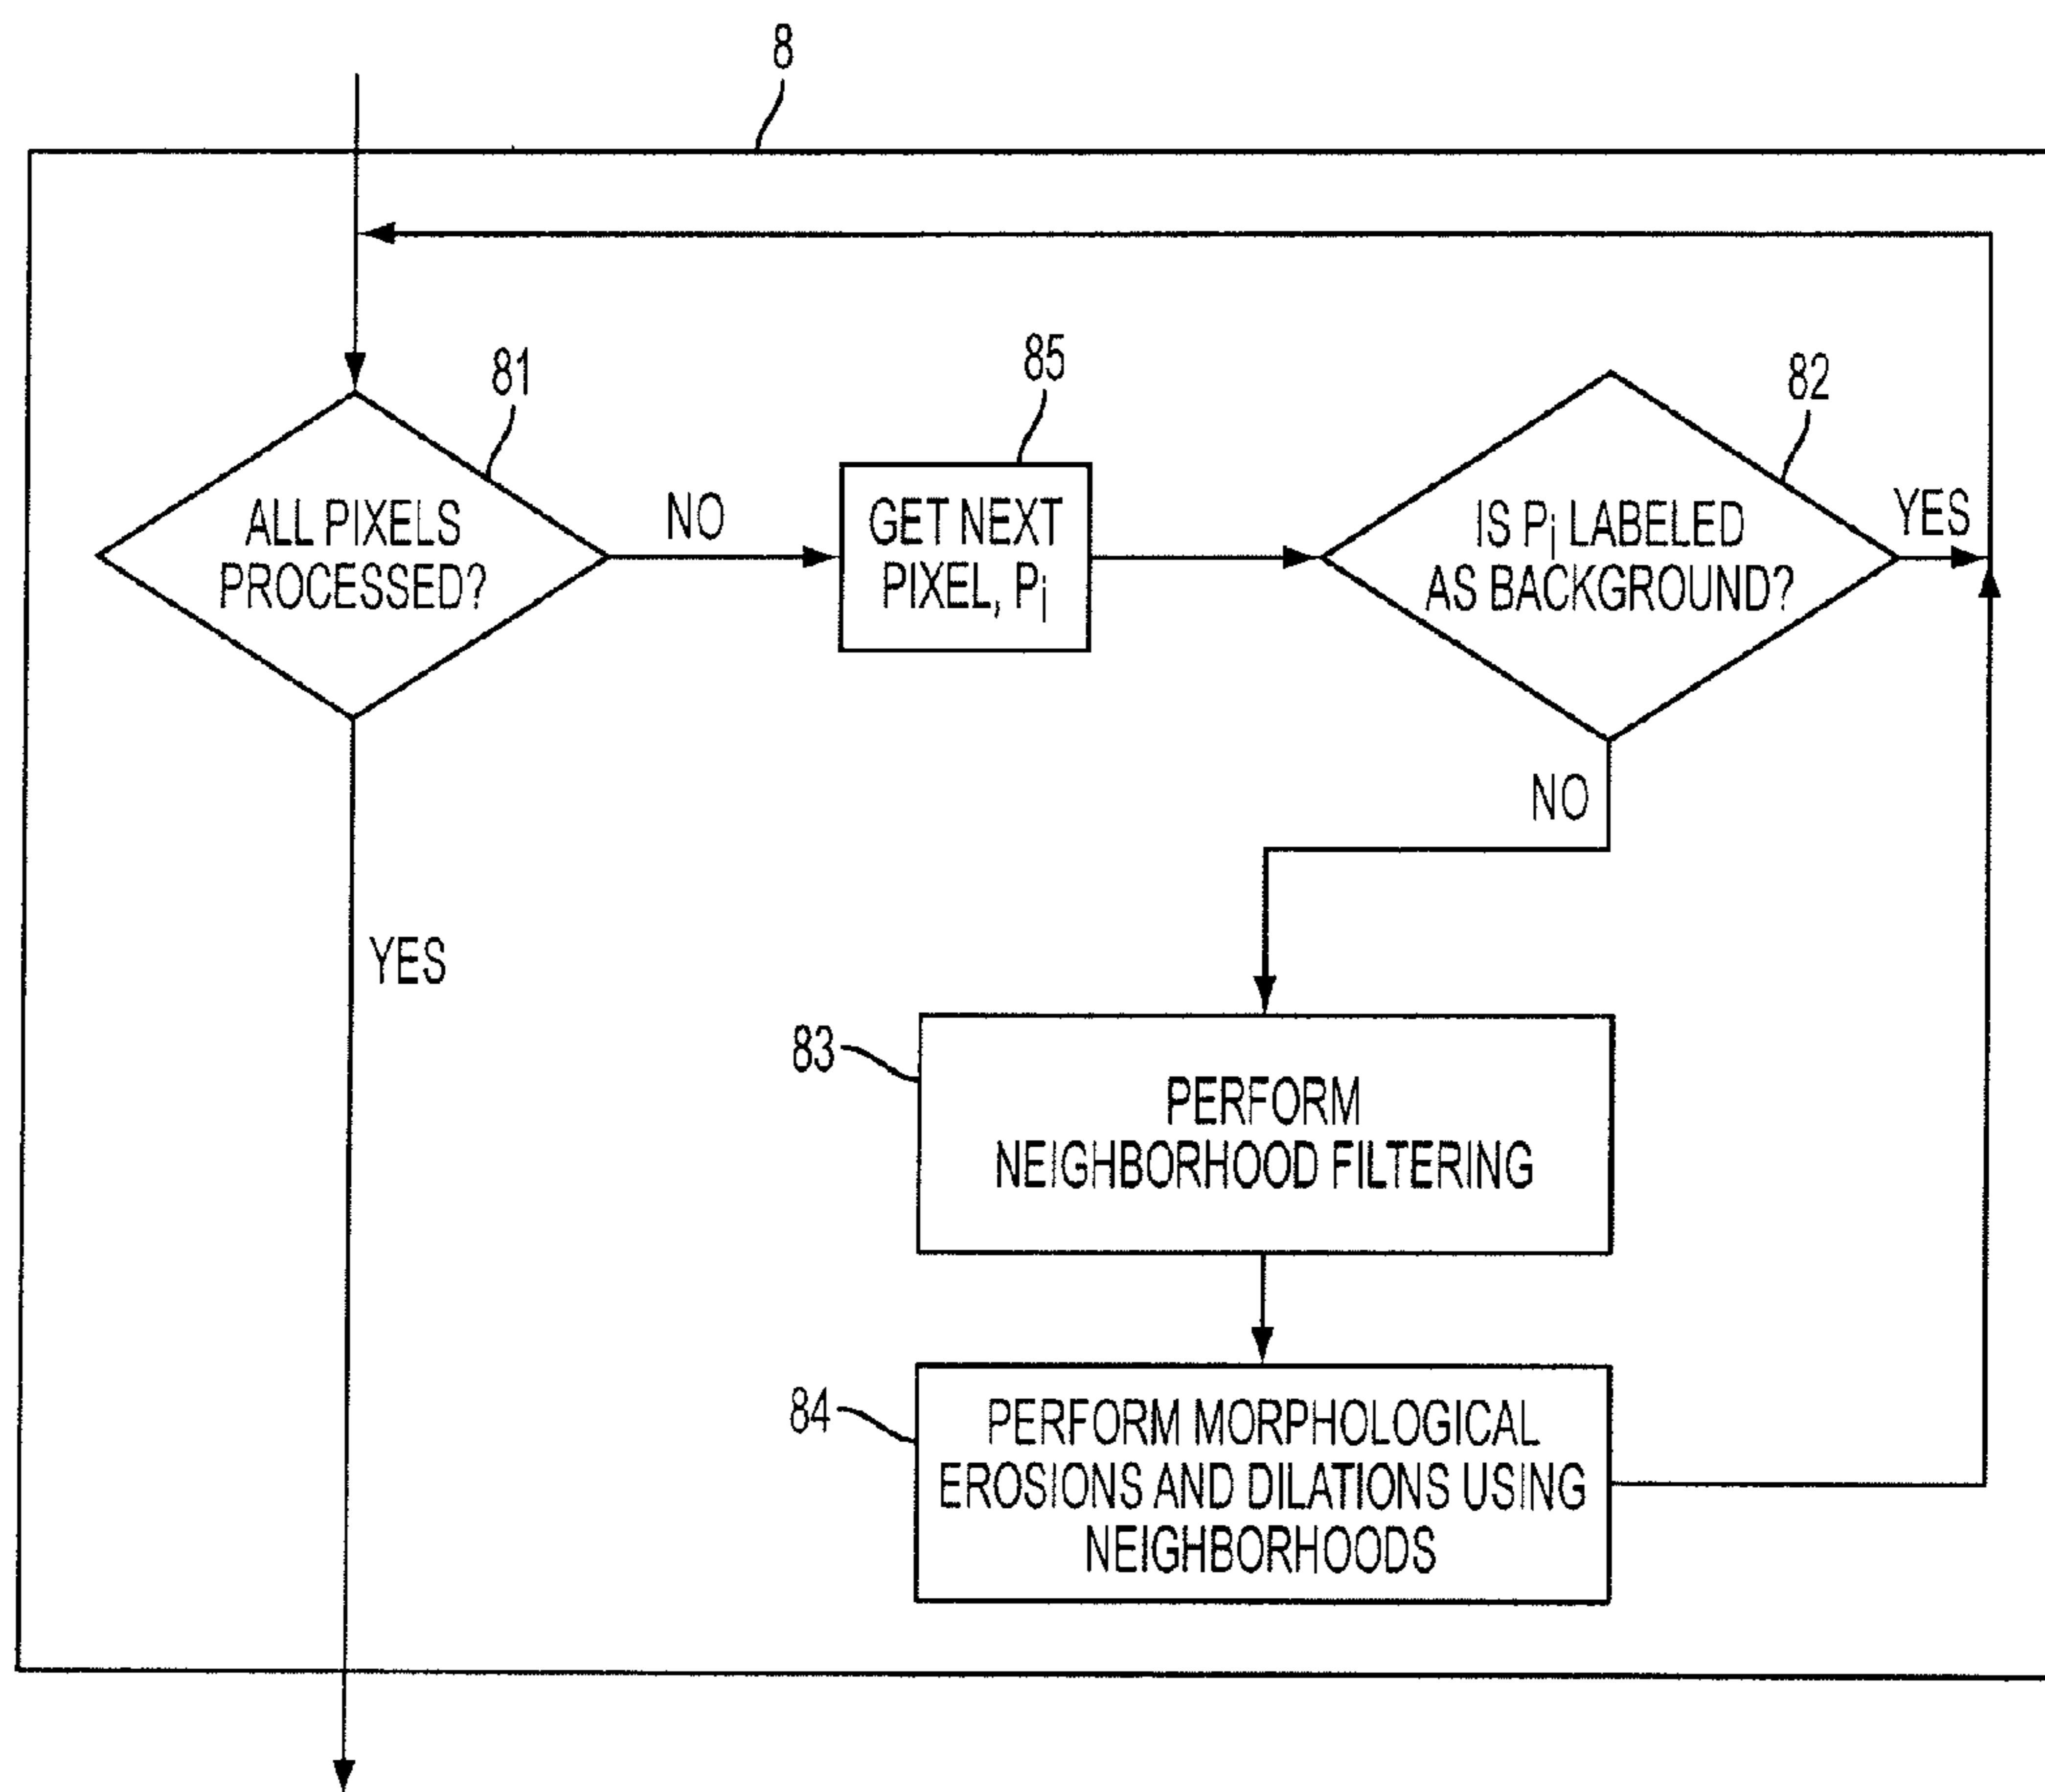 8
81
ALL PIXELS
PROCESSED?
NO
85
GET NEXT
PIXEL, Pi
82
IS Pi LABELED
AS BACKGROUND?
YES
NO
YES
83
PERFORM
NEIGHBORHOOD FILTERING
84
PERFORM MORPHOLOGICAL
EROSIONS AND DILATIONS USING
NEIGHBORHOODS